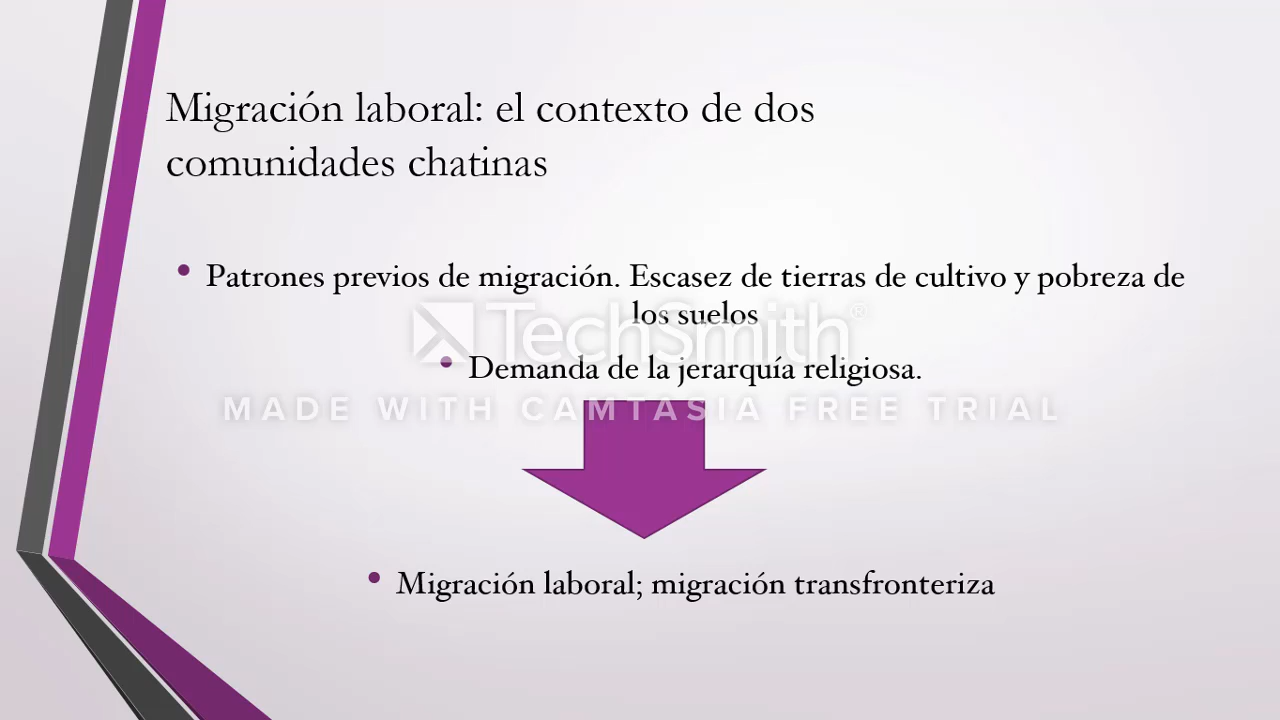 Migración laboral: el contexto de dos
comunidades chatinas
• Patrones previos de migración. Escasez de tierras de cultivo y pobreza de
los suelos
TechSmith®
• Demanda de la jerarquía religiosa.
MADE WITH CAMTASIA FREE TRIAL
• Migración laboral; migración transfronteriza